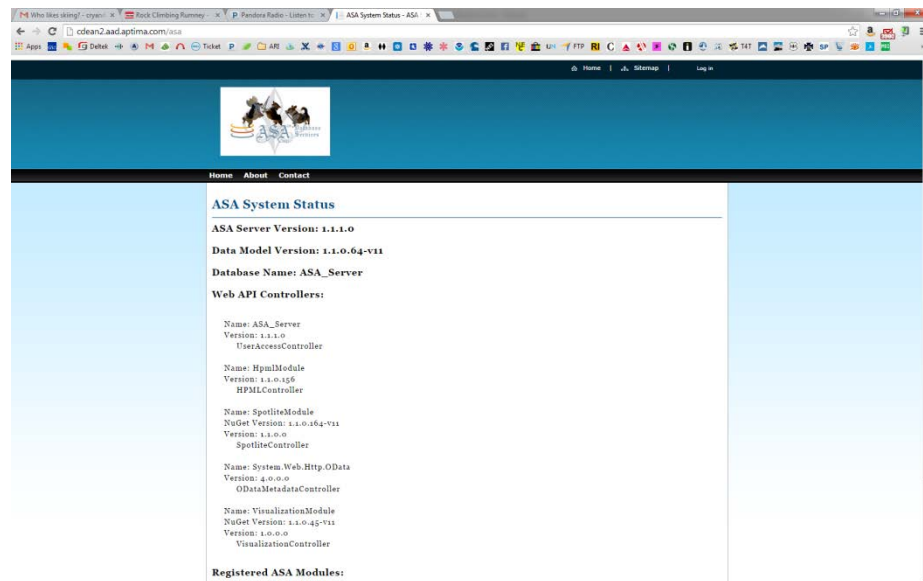 Who likes skiing? - cryan
Rock Climbing Rumney -
Pandora Radio - Listen to
ASA System Status - ASA
cdean2.aad.aptima.com/asa
Apps
Deltek
Ticket
ARI
FTP
T4T
Home | Sitemap | Log in
ASA
Home About Contact
ASA System Status
ASA Server Version: 1.1.1.0
Data Model Version: 1.1.0.64-v11
Database Name: ASA_Server
Web API Controllers:
Name: ASA_Server
Version: 1.1.1.0
UserAccessController
Name: HpmlModule
Version: 1.1.0.156
HPMLController
Name: SpotliteModule
NuGet Version: 1.1.0.164-v11
Version: 1.1.0.0
SpotliteController
Name: System.Web.Http.OData
Version: 4.0.0.0
ODataMetadataController
Name: VisualizationModule
NuGet Version: 1.1.0.45-v11
Version: 1.0.0.0
VisualizationController
Registered ASA Modules: